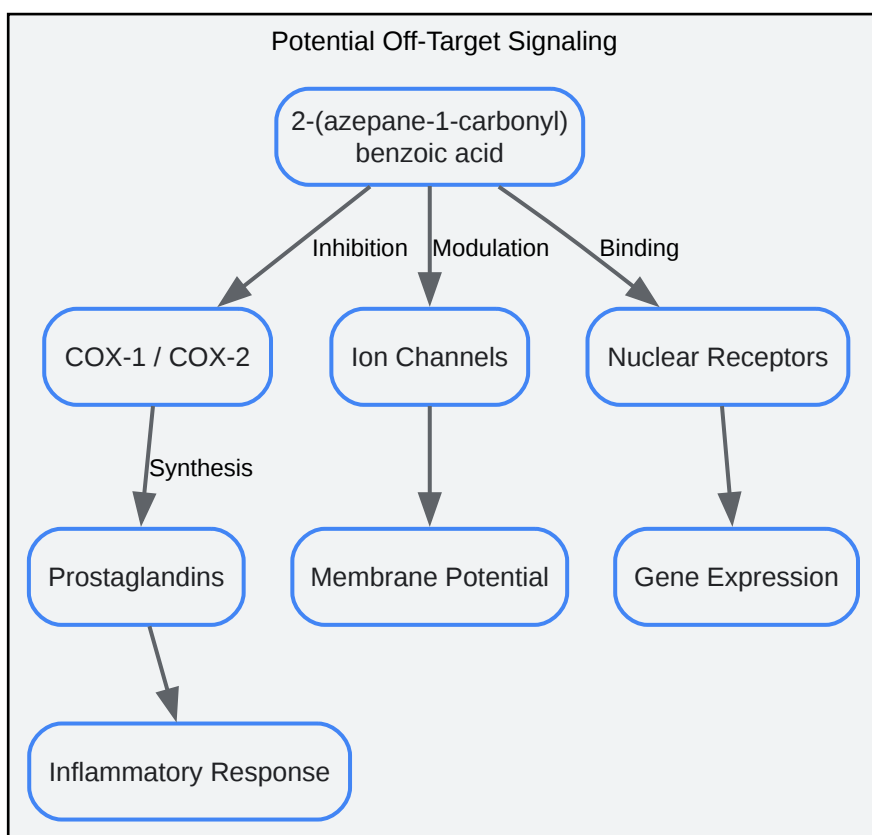 Potential Off-Target Signaling
2-(azepane-1-carbonyl)
benzoic acid
Inhibition
Modulation
Binding
COX-1 / COX-2
Ion Channels
Nuclear Receptors
Synthesis
Prostaglandins
Membrane Potential
Gene Expression
Inflammatory Response